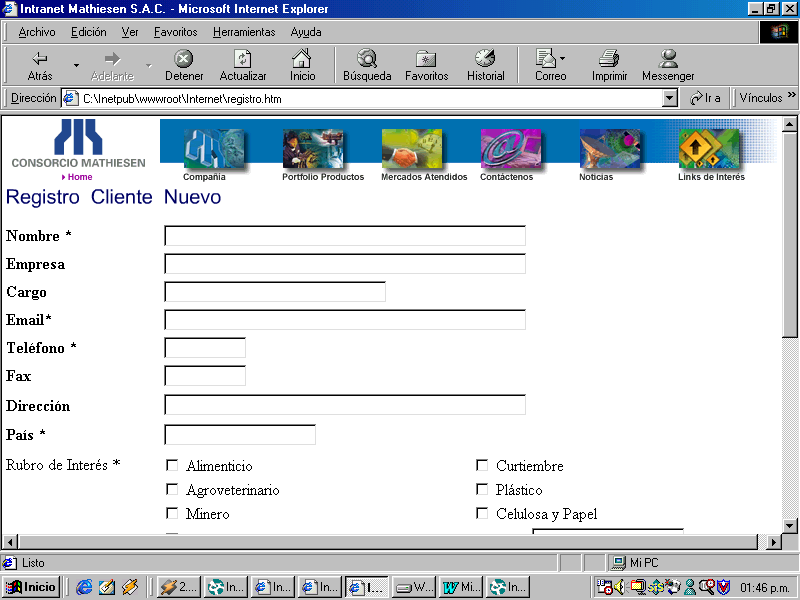 Intranet Mathiesen S.A.C. - Microsoft Internet Explorer
Archivo Edición Ver Favoritos Herramientas Ayuda
Atrás Adelante Detener Actualizar Inicio Búsqueda Favoritos Historial Correo Imprimir Messenger
Dirección C:\Inetpub\wwwroot\Internet\registro.htm Ir a Vínculos »
CONSORCIO MATHIESEN
Home
Compañía Portfolio Productos Mercados Atendidos Contáctenos Noticias Links de Interés
Registro Cliente Nuevo
Nombre *
Empresa
Cargo
Email*
Teléfono *
Fax
Dirección
País *
Rubro de Interés * Alimenticio Curtiembre
Agroveterinario Plástico
Minero Celulosa y Papel
Listo Mi PC
Inicio 2... In... In... In... I... W... Mi... In... 01:46 p.m.